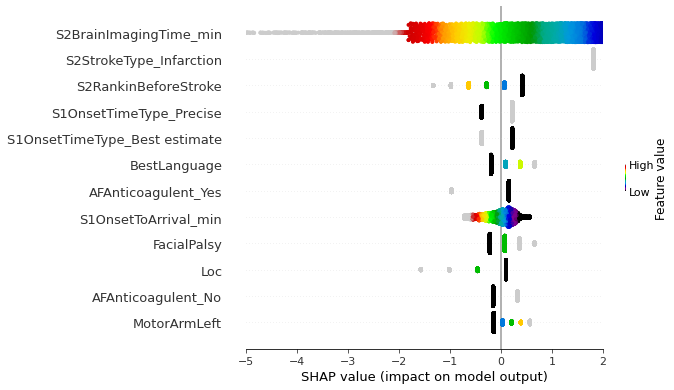 S2BrainImagingTime_min
S2StrokeType_Infarction
S2RankinBeforeStroke
S1OnsetTimeType_Precise
S1OnsetTimeType_Best estimate
BestLanguage
AFAnticoagulent_Yes
S1OnsetToArrival_min
FacialPalsy
Loc
AFAnticoagulent_No
MotorArmLeft
−5 −4 −3 −2 −1 0 1 2
SHAP value (impact on model output)
High
Low
Feature value